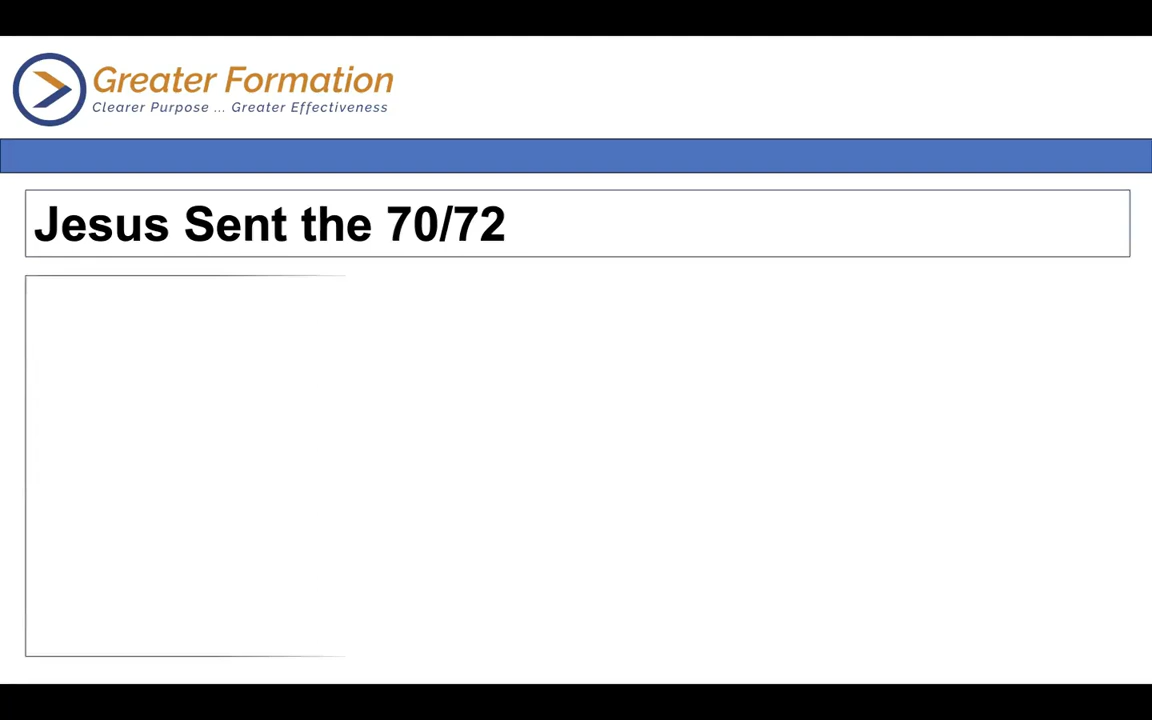 Greater Formation
Clearer Purpose ... Greater Effectiveness
Jesus Sent the 70/72